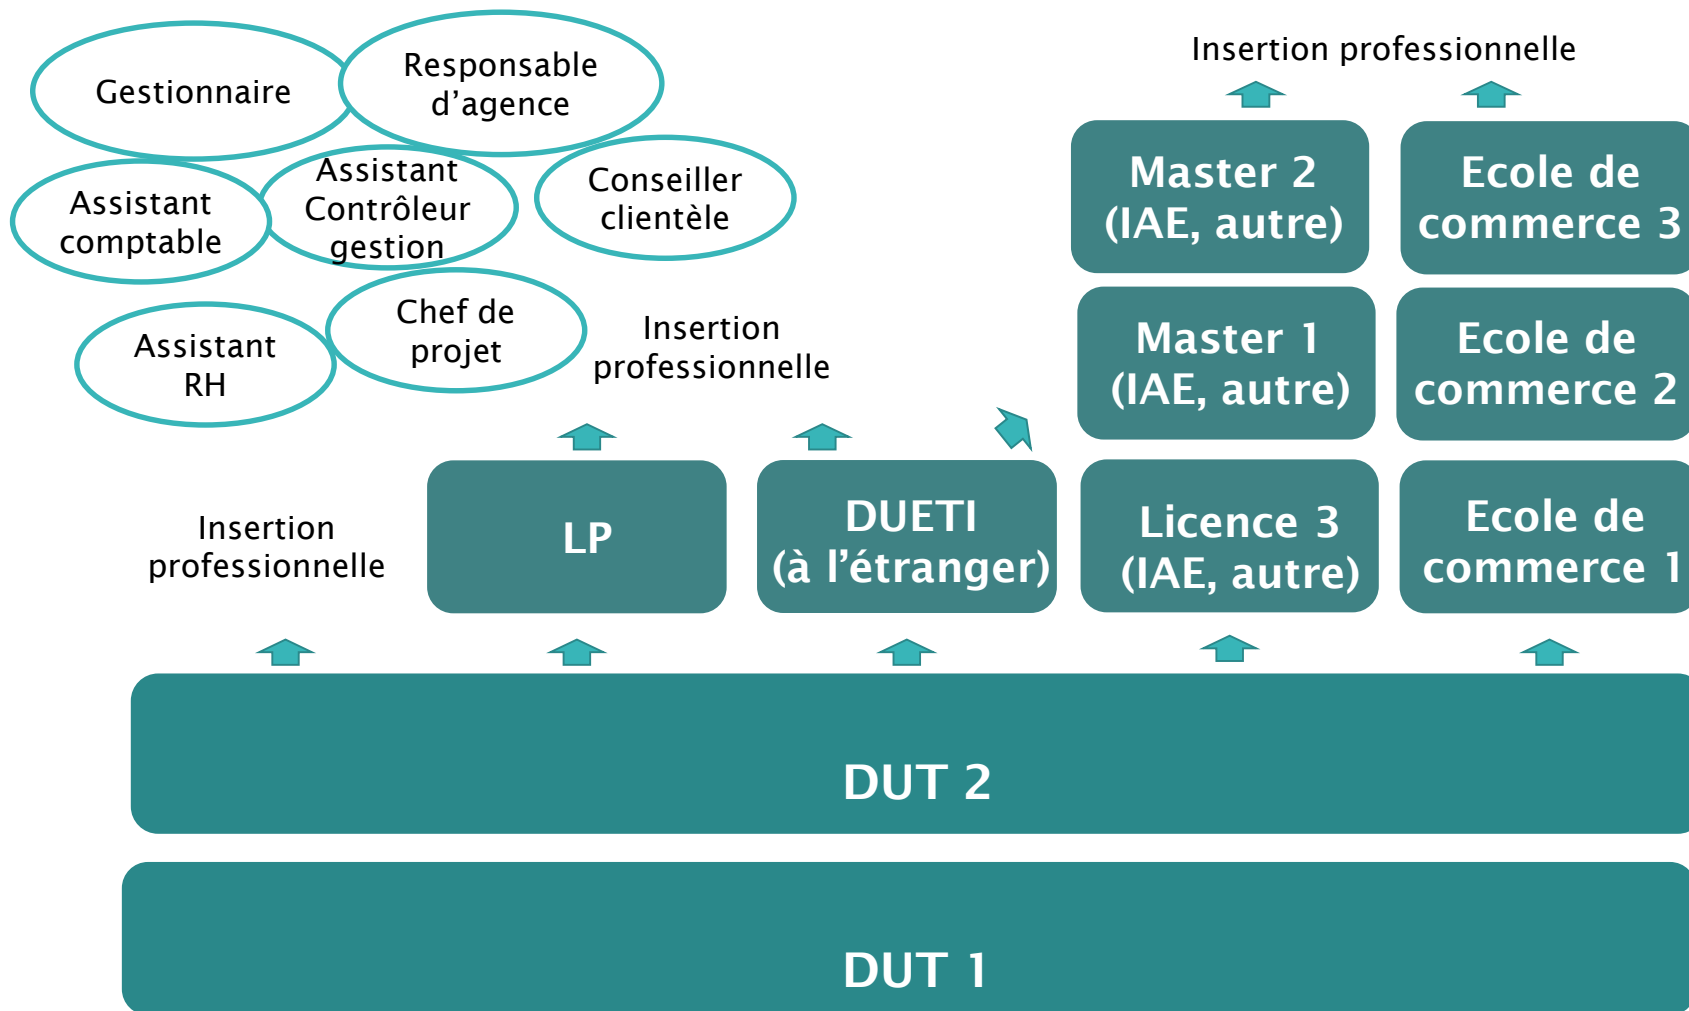 Gestionnaire
Responsable
d'agence
Insertion professionnelle
Assistant
comptable
Assistant
Contrôleur
gestion
Conseiller
clientèle
Assistant
RH
Chef de
projet
Insertion
professionnelle
Master 2
(IAE, autre)
Ecole de
commerce 3
Master 1
(IAE, autre)
Ecole de
commerce 2
Insertion
professionnelle
LP
DUETI
(à l'étranger)
Licence 3
(IAE, autre)
Ecole de
commerce 1
DUT 2
DUT 1